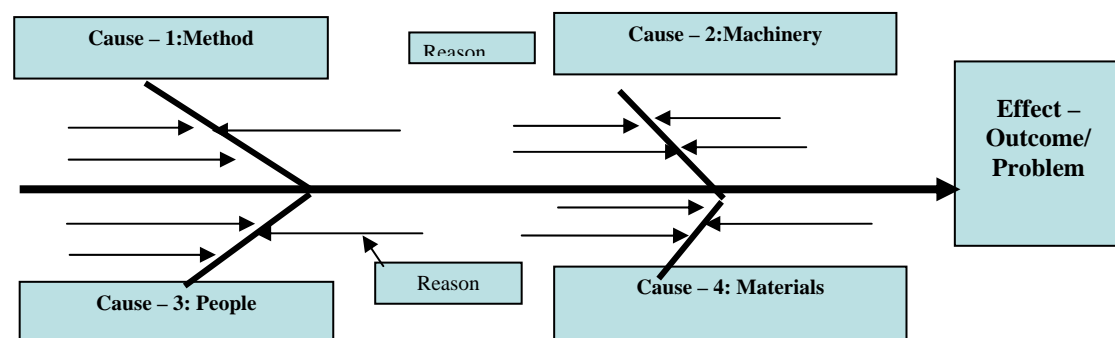 Cause – 1:Method
Reason
Cause – 2:Machinery
Effect –
Outcome/
Problem
Cause – 3: People
Reason
Cause – 4: Materials